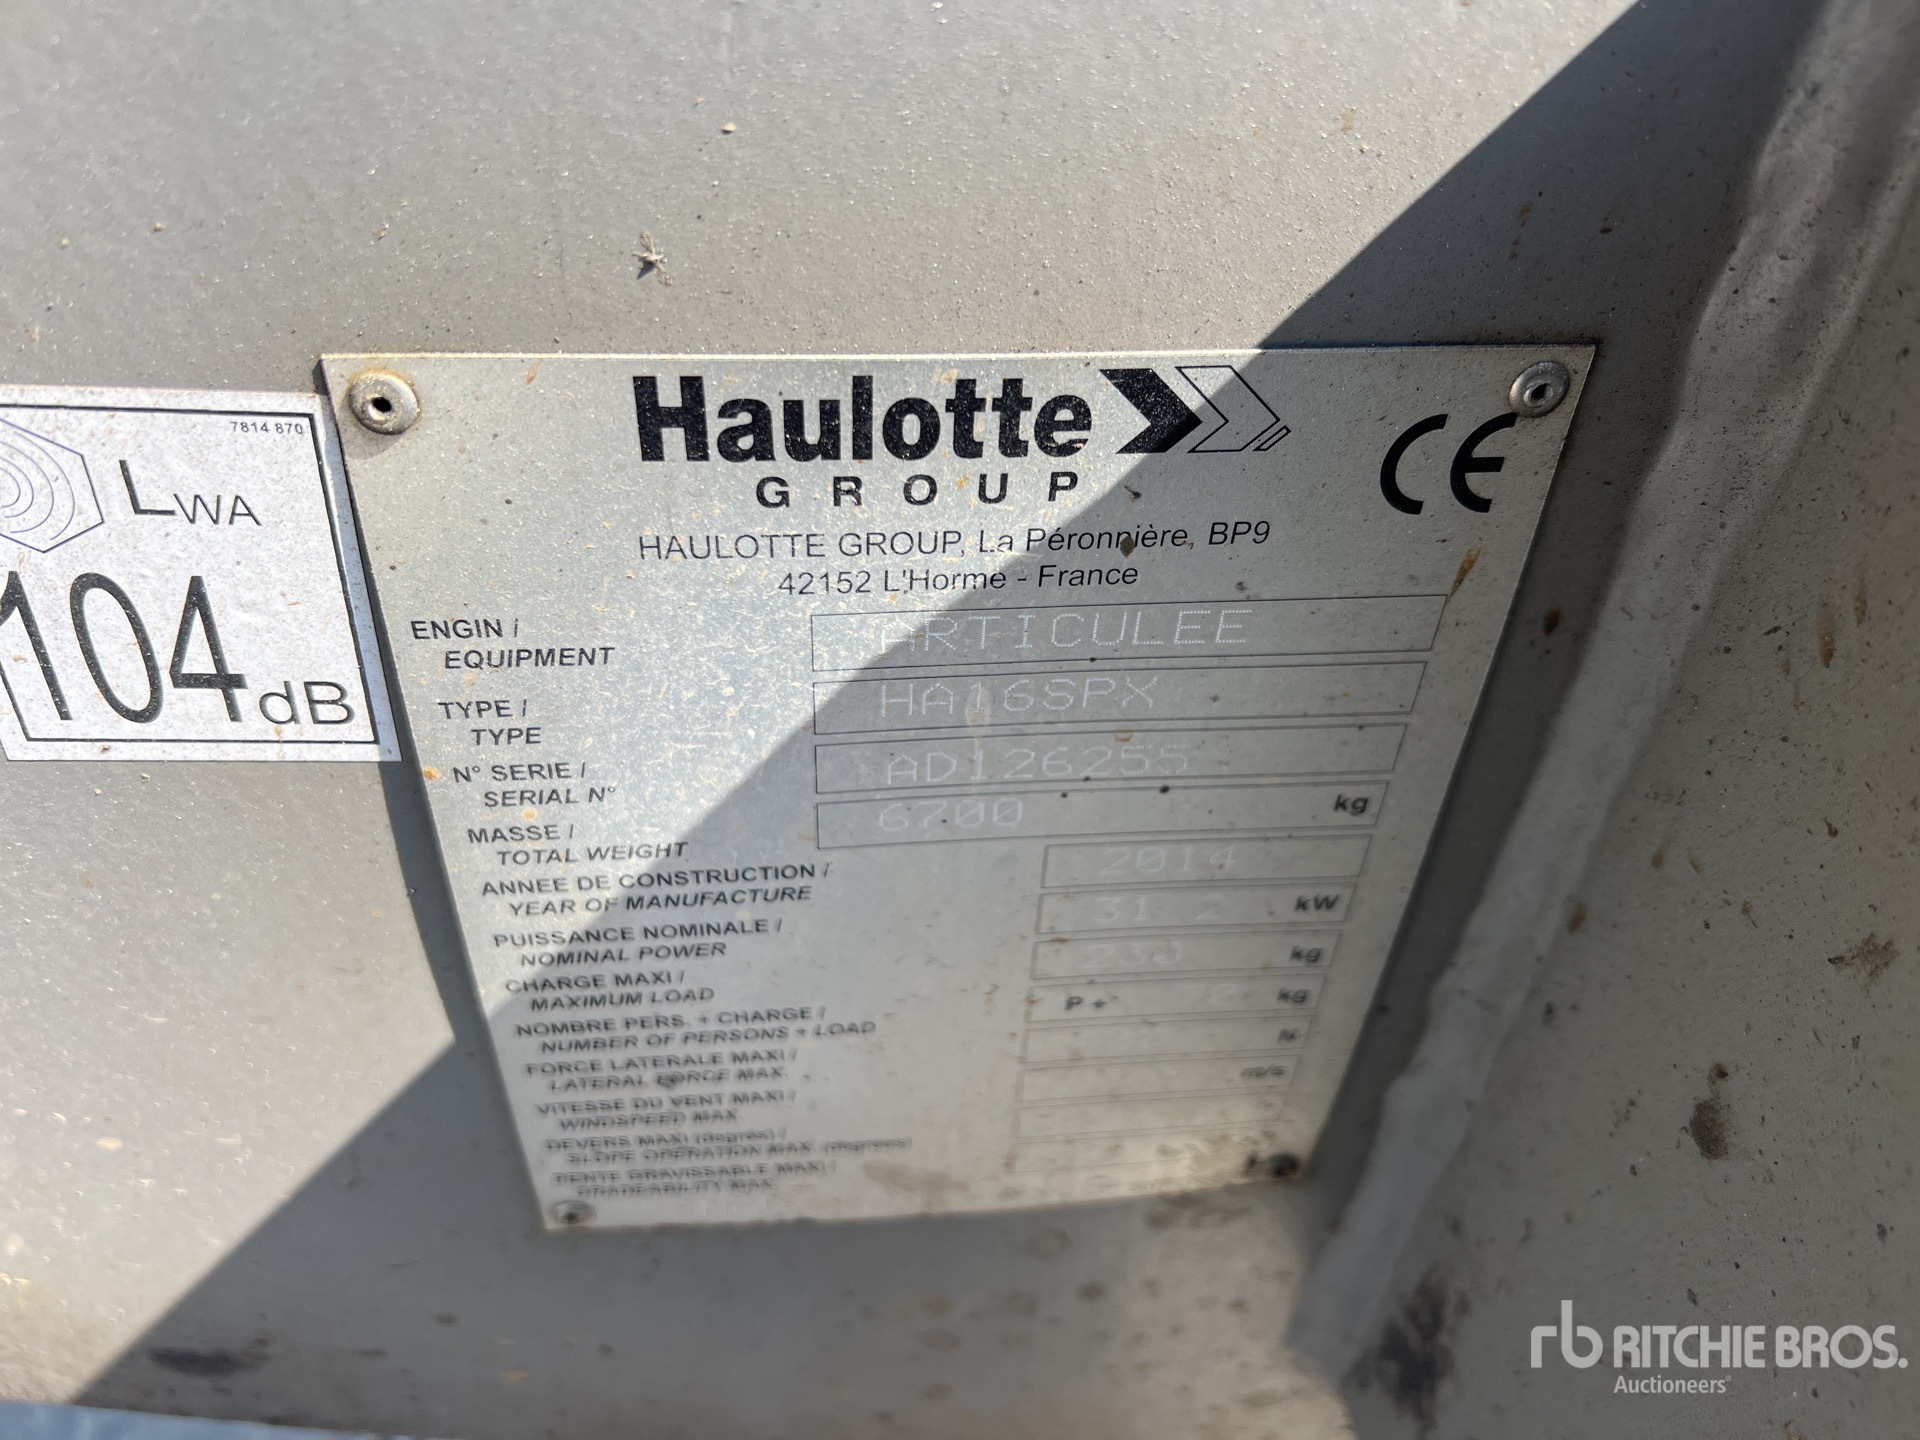 7814 870
LWA
104 dB
Haulotte
GROUP
CE
HAULOTTE GROUP, La Péronnière, BP9
42152 L'Horme - France
ENGIN / ARTICULEE
EQUIPMENT
TYPE / HA16SPX
TYPE
N° SERIE / AD126255
SERIAL N°
MASSE / 6700 kg
TOTAL WEIGHT
ANNEE DE CONSTRUCTION / 2014
YEAR OF MANUFACTURE
PUISSANCE NOMINALE / 31 2 kW
NOMINAL POWER
CHARGE MAXI / kg
MAXIMUM LOAD
NOMBRE PERS. + CHARGE / P + kg
NUMBER OF PERSONS + LOAD
FORCE LATERALE MAXI / N
LATERAL FORCE MAX.
VITESSE DU VENT MAXI / m/s
WINDSPEED MAX.
DEVERS MAXI (degrés) /
SLOPE OPERATION MAX. (degrees)
PENTE GRAVISSABLE MAXI /
GRADEABILITY MAX.
rb RITCHIE BROS.
Auctioneers